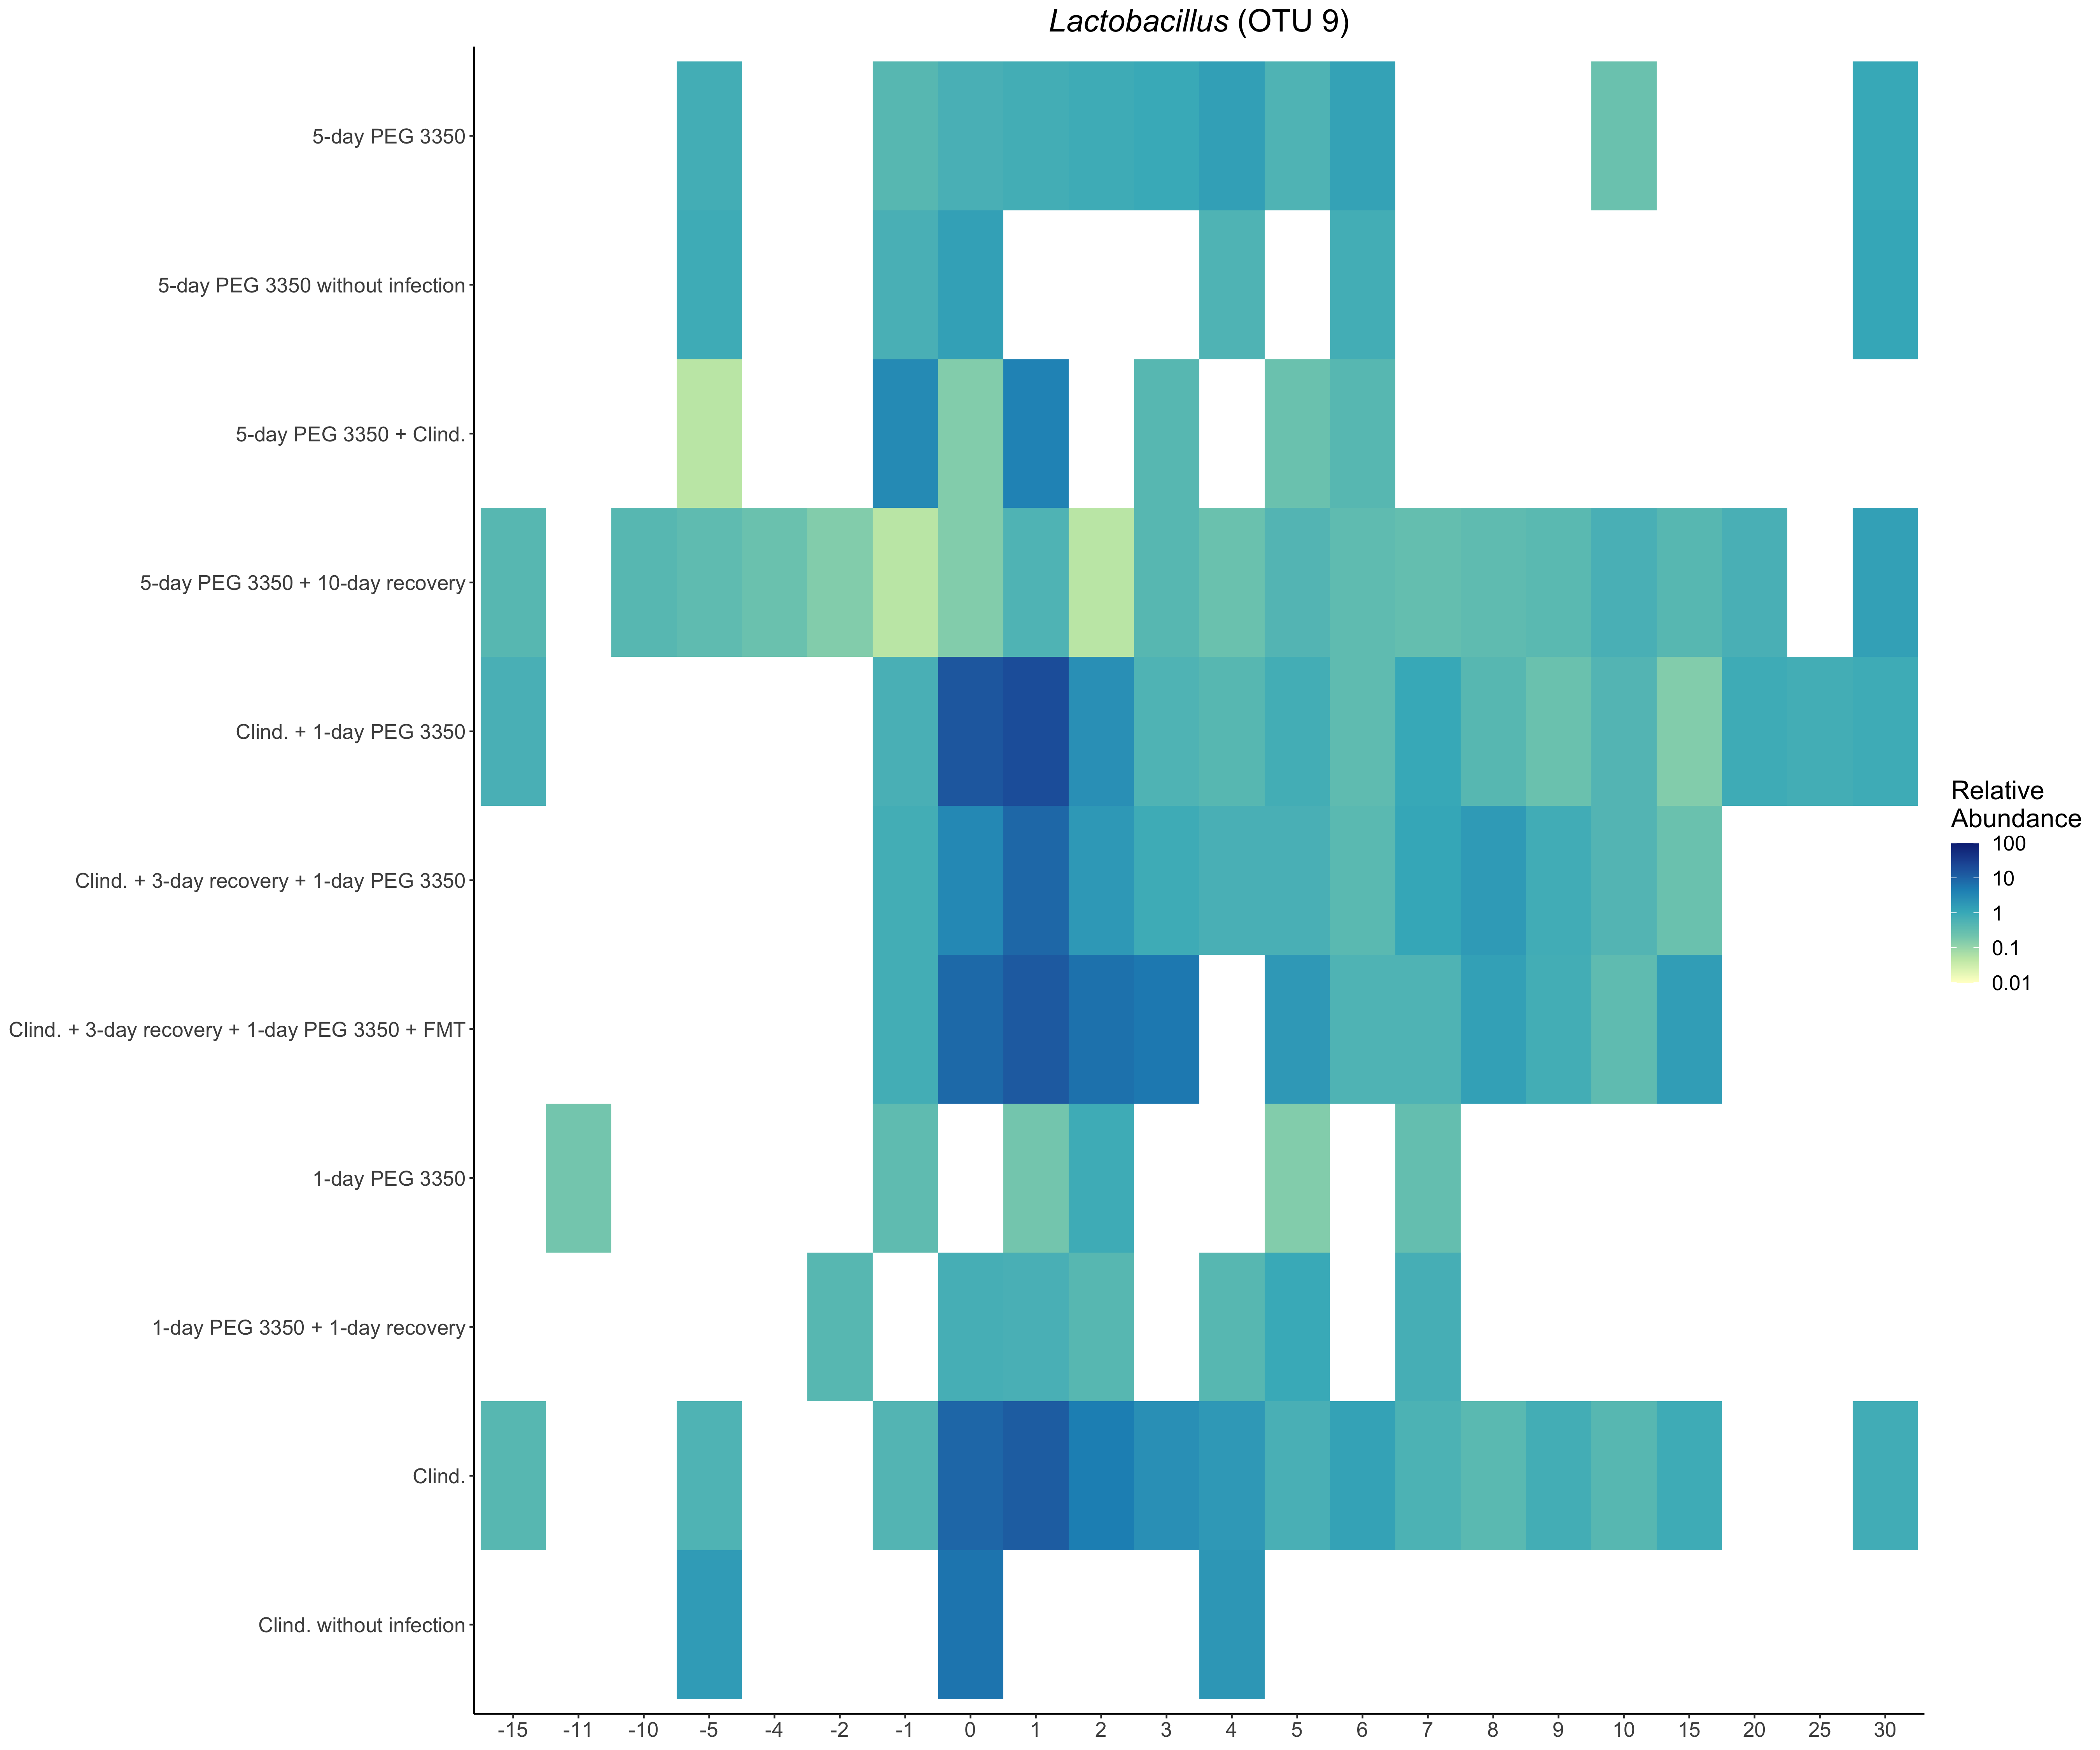 Lactobacillus (OTU 9)
5-day PEG 3350
5-day PEG 3350 without infection
5-day PEG 3350 + Clind.
5-day PEG 3350 + 10-day recovery
Clind. + 1-day PEG 3350
Clind. + 3-day recovery + 1-day PEG 3350
Clind. + 3-day recovery + 1-day PEG 3350 + FMT
1-day PEG 3350
1-day PEG 3350 + 1-day recovery
Clind.
Clind. without infection
-15 -11 -10 -5 -4 -2 -1 0 1 2 3 4 5 6 7 8 9 10 15 20 25 30
Relative
Abundance
100
10
1
0.1
0.01